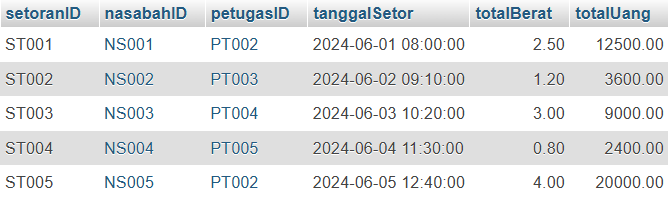 setoranID nasabahID petugasID tanggalSetor totalBerat totalUang
ST001 NS001 PT002 2024-06-01 08:00:00 2.50 12500.00
ST002 NS002 PT003 2024-06-02 09:10:00 1.20 3600.00
ST003 NS003 PT004 2024-06-03 10:20:00 3.00 9000.00
ST004 NS004 PT005 2024-06-04 11:30:00 0.80 2400.00
ST005 NS005 PT002 2024-06-05 12:40:00 4.00 20000.00